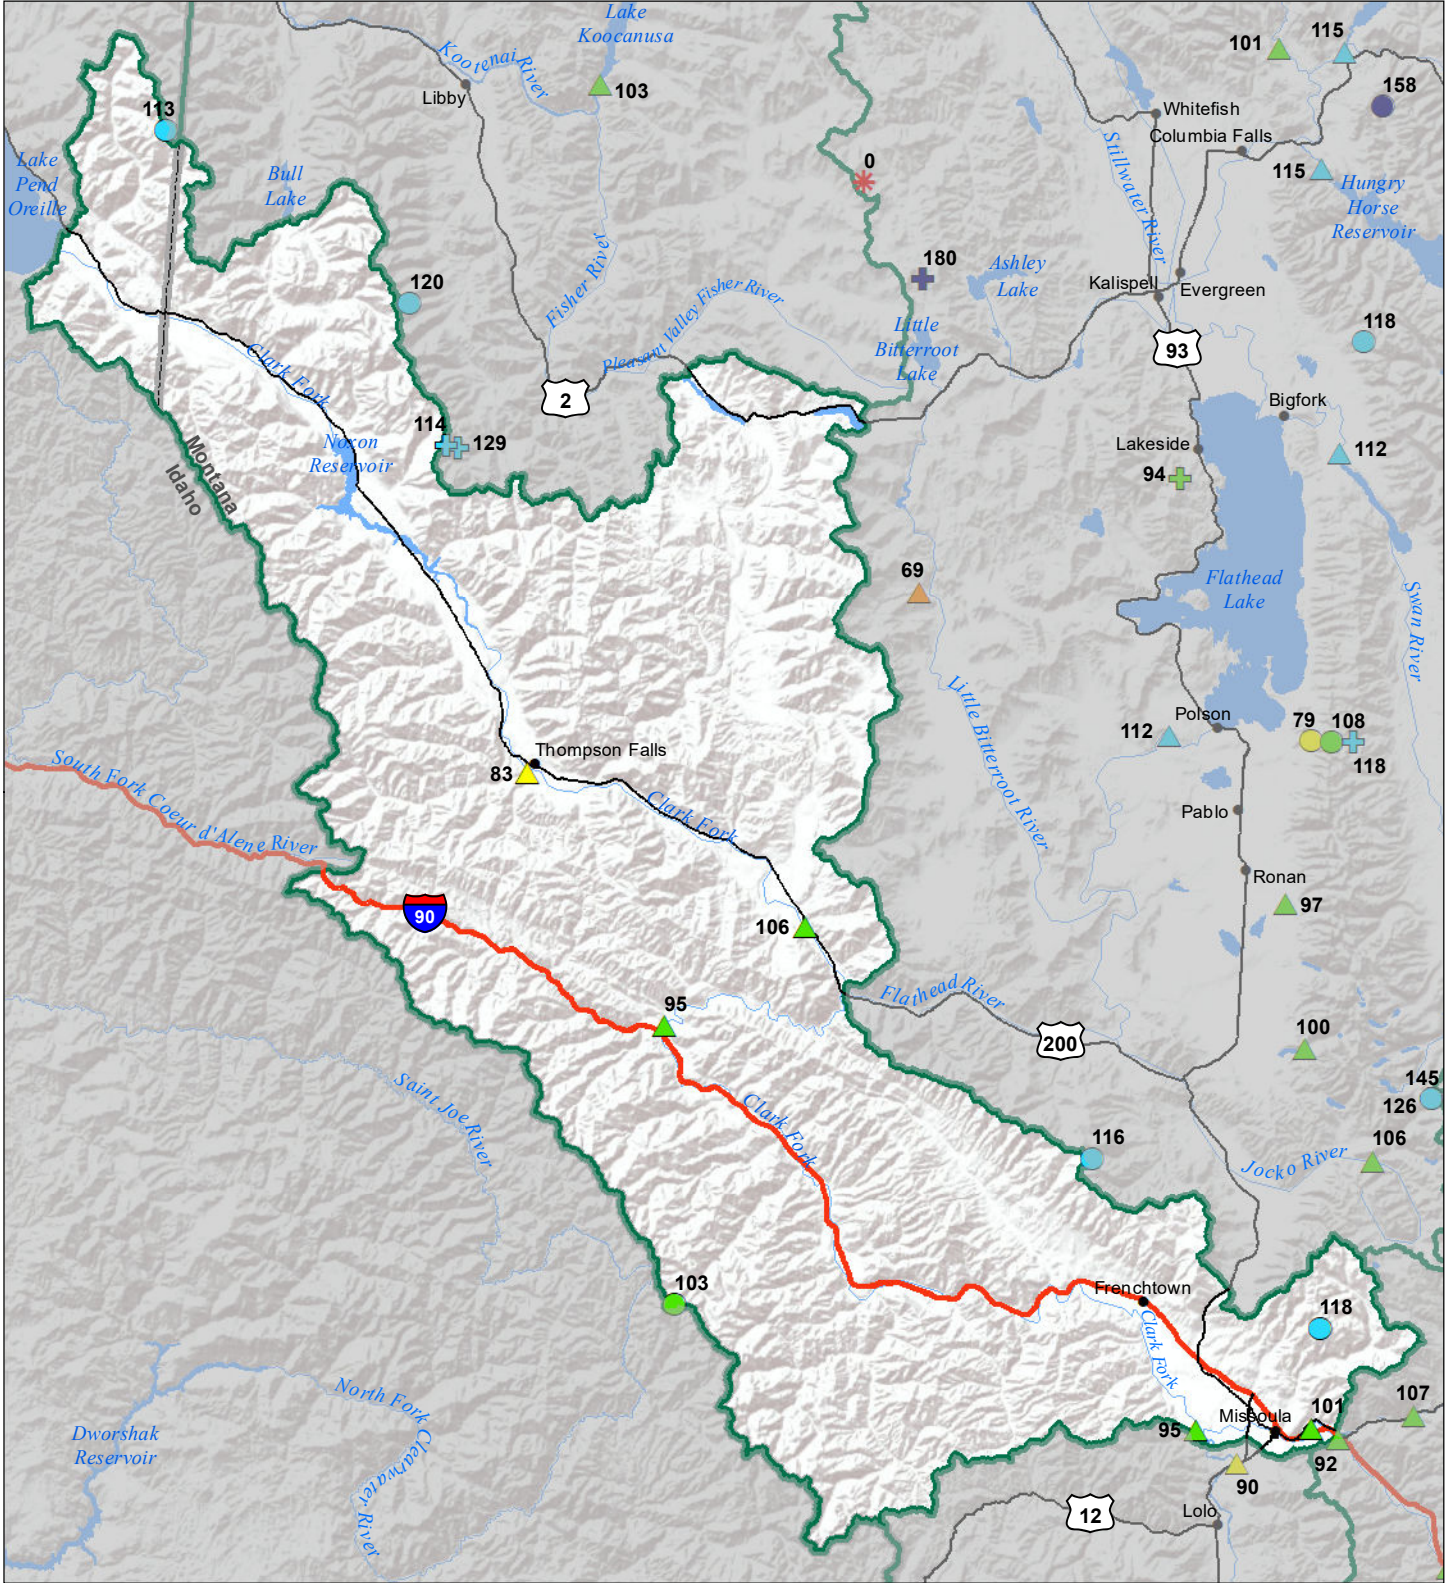 Lake
Koocanusa
Kootenai River
Libby
103
101
115
158
Whitefish
Columbia Falls
113
Lake
Pend
Oreille
Bull
Lake
0
Stillwater River
115
Hungry
Horse
Reservoir
120
Fisher River
Pleasant Valley Fisher River
180
Ashley
Lake
Kalispell
Evergreen
Little
Bitterroot
Lake
93
118
Clark Fork
2
Bigfork
114
129
Noxon
Reservoir
Montana
Idaho
Lakeside
94
112
69
Flathead
Lake
Swan River
Little Bitterroot River
Polson
112
79
108
118
Thompson Falls
83
South Fork Coeur d'Alene River
Clark Fork
Pablo
Ronan
97
90
106
Flathead River
95
200
100
145
126
Saint Joe River
Clark Fork
116
106
Jocko River
103
Frenchtown
118
Clark Fork
North Fork Clearwater River
Dworshak
Reservoir
Missoula
101
107
95
92
90
12
Lolo